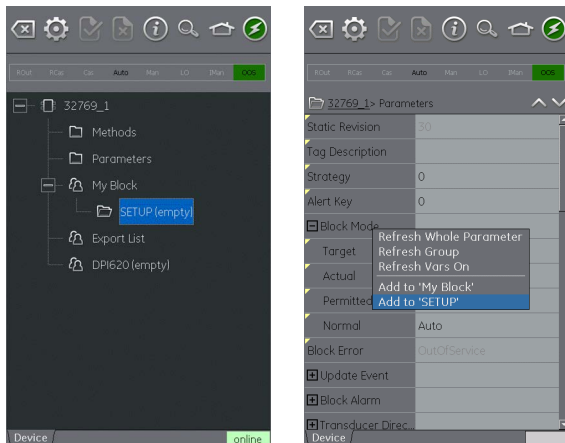 ROut RCas Cas Auto Man LO IMan OOS
32769_1
Methods
Parameters
My Block
SETUP (empty)
Export List
DPI620 (empty)
Device
online
ROut RCas Cas Auto Man LO IMan OOS
32769_1> Parameters
Static Revision 30
Tag Description
Strategy 0
Alert Key 0
Block Mode
Target
Actual
Permitted
Normal Auto
Refresh Whole Parameter
Refresh Group
Refresh Vars On
Add to 'My Block'
Add to 'SETUP'
Block Error OutOfService
Update Event
Block Alarm
Transducer Direc...
Device